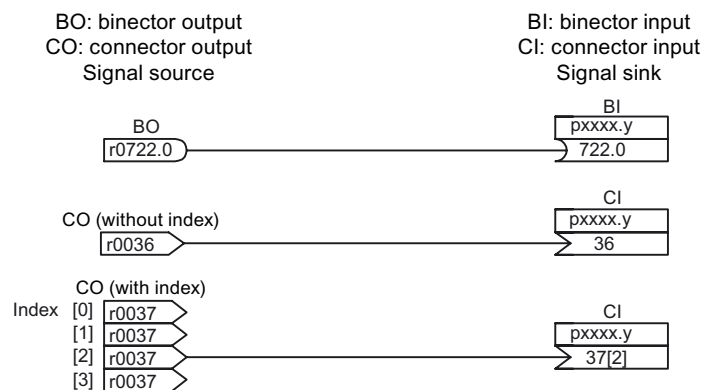 BO: binector output
CO: connector output
Signal source
BI: binector input
CI: connector input
Signal sink
BO
r0722.0
BI
pxxxx.y
722.0
CO (without index)
r0036
CI
pxxxx.y
36
CO (with index)
Index [0] r0037
[1] r0037
[2] r0037
[3] r0037
CI
pxxxx.y
37[2]